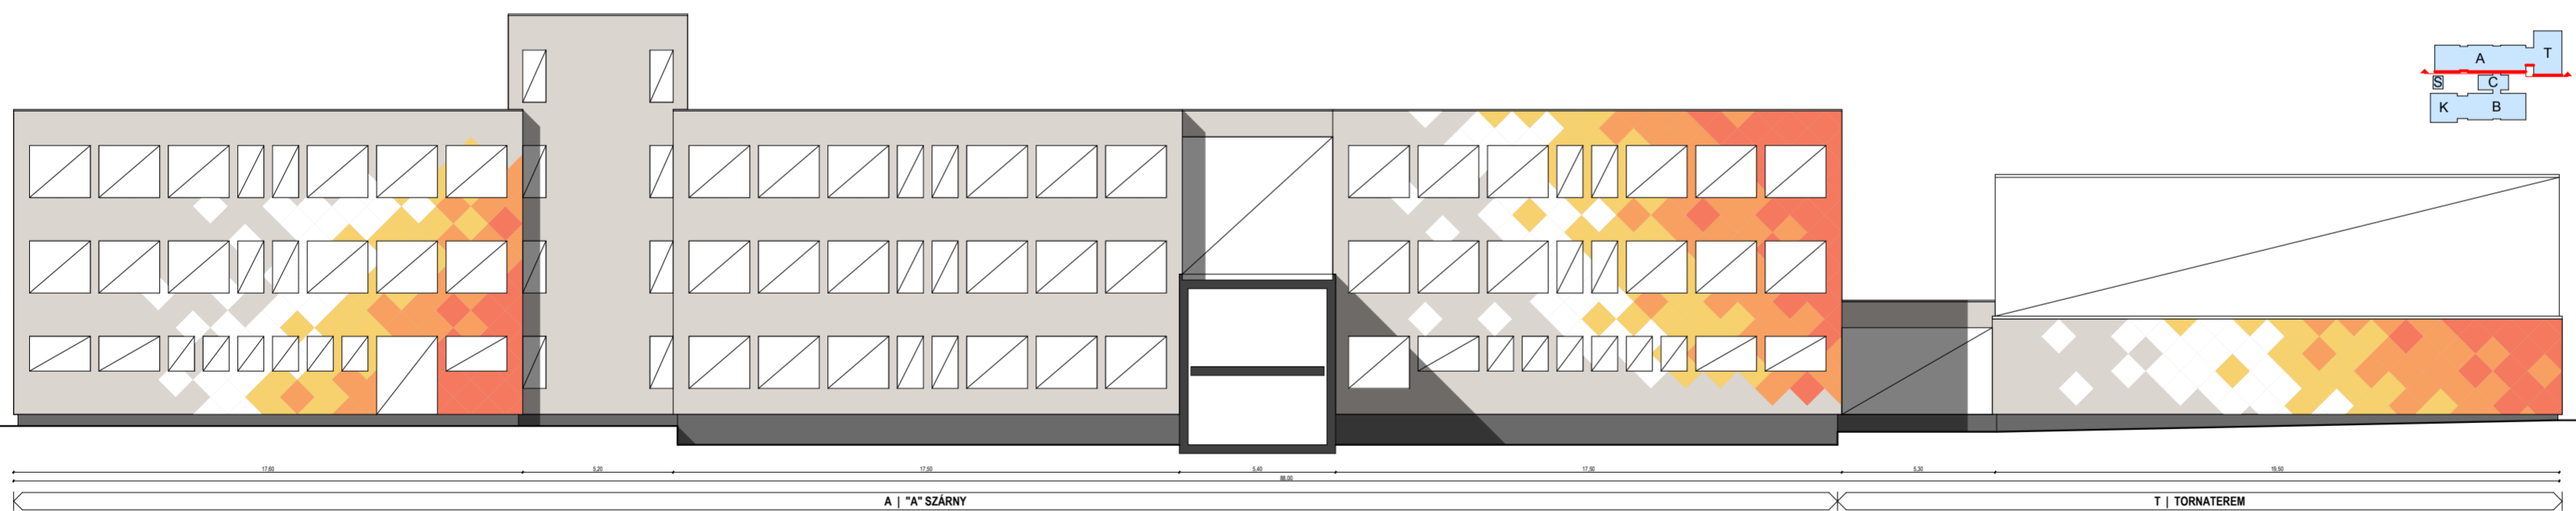 A
T
S
C
K
B
17,60
5,20
17,50
5,40
17,50
5,30
19,50
88,00
A | "A" SZÁRNY
T | TORNATEREM